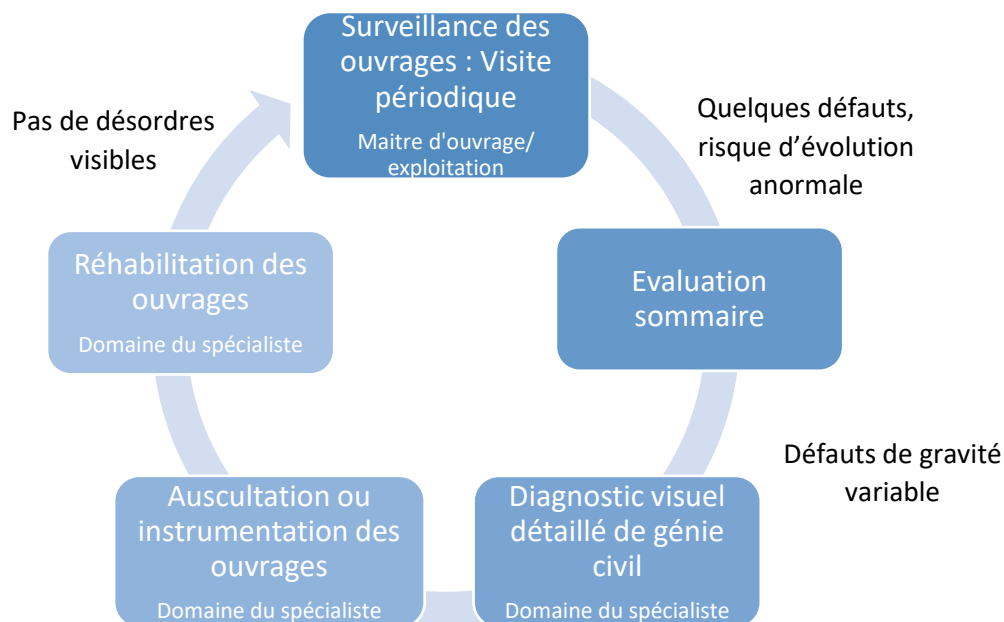 Surveillance des
ouvrages : Visite
périodique
Maitre d'ouvrage/
exploitation
Quelques défauts,
risque d’évolution
anormale
Evaluation
sommaire
Défauts de gravité
variable
Diagnostic visuel
détaillé de génie
civil
Domaine du spécialiste
Auscultation ou
instrumentation des
ouvrages
Domaine du spécialiste
Réhabilitation des
ouvrages
Domaine du spécialiste
Pas de désordres
visibles